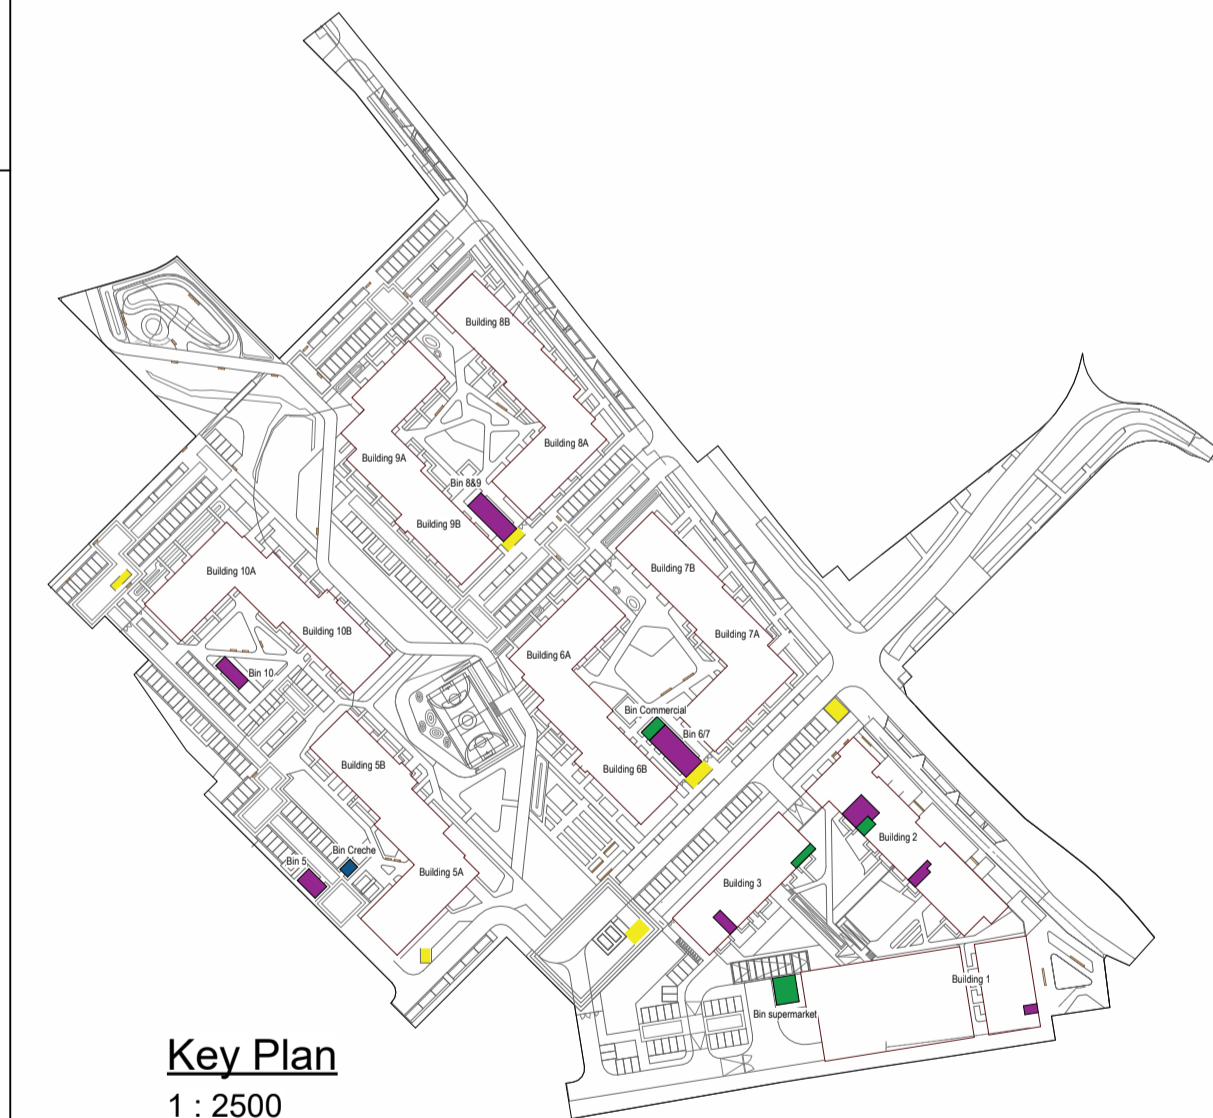 Building 8B
Building 8A
Building 9A
Bin 8&9
Building 9B
Building 7B
Building 10A
Building 10B
Building 7A
Building 6A
Bin 10
Bin Commercial
Bin 6/7
Building 5B
Building 6B
Building 2
Bin Creche
Bin 5
Building 5A
Building 3
Building 1
Bin supermarket
Key Plan
1 : 2500